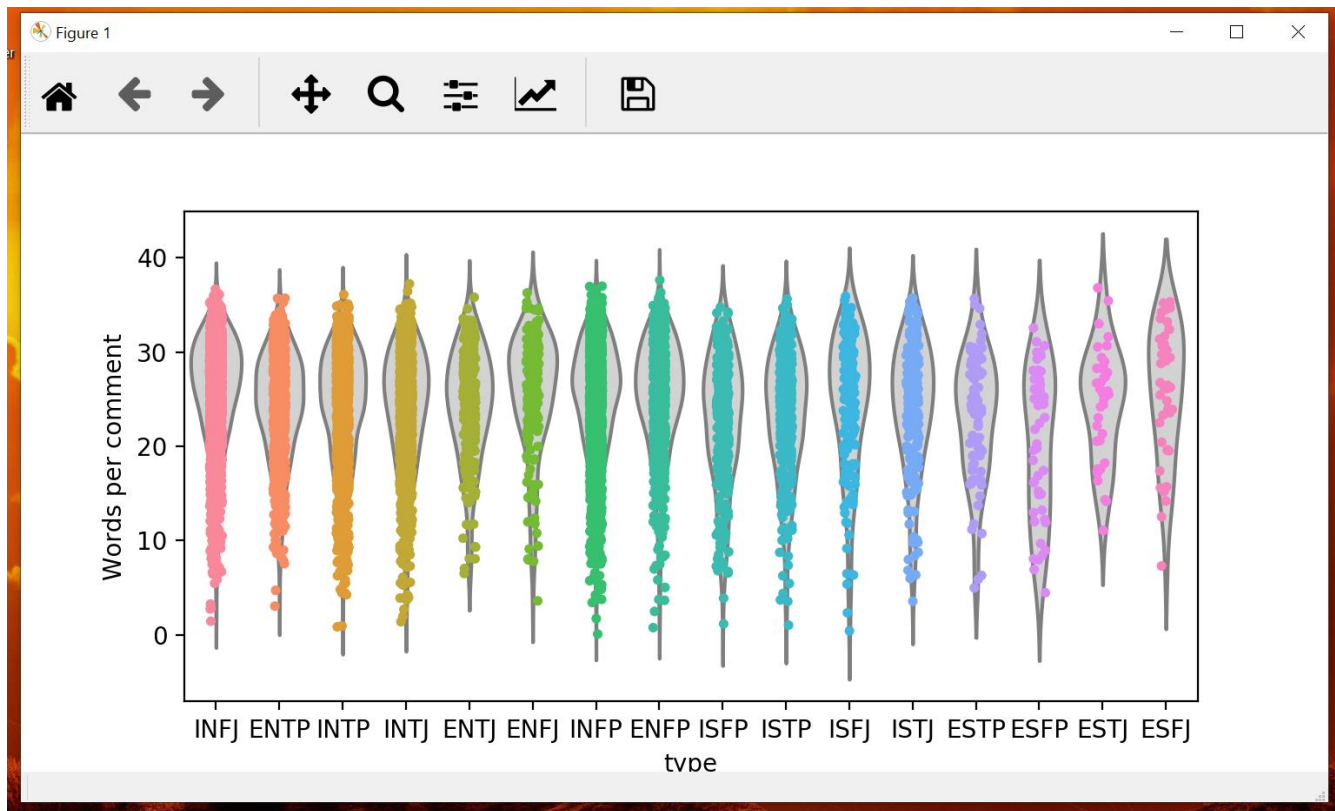 Figure 1
40
30
20
10
0
Words per comment
INFJ ENTP INTP INTJ ENTJ ENFJ INFP ENFP ISFP ISTP ISFJ ISTJ ESTP ESFP ESTJ ESFJ
type